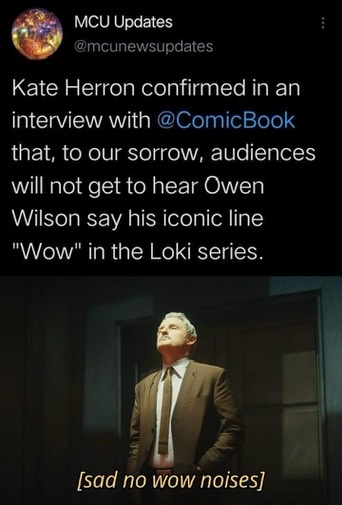 MCU Updates
@mcunewsupdates
Kate Herron confirmed in an
interview with @ComicBook
that, to our sorrow, audiences
will not get to hear Owen
Wilson say his iconic line
"Wow" in the Loki series.
[sad no wow noises]